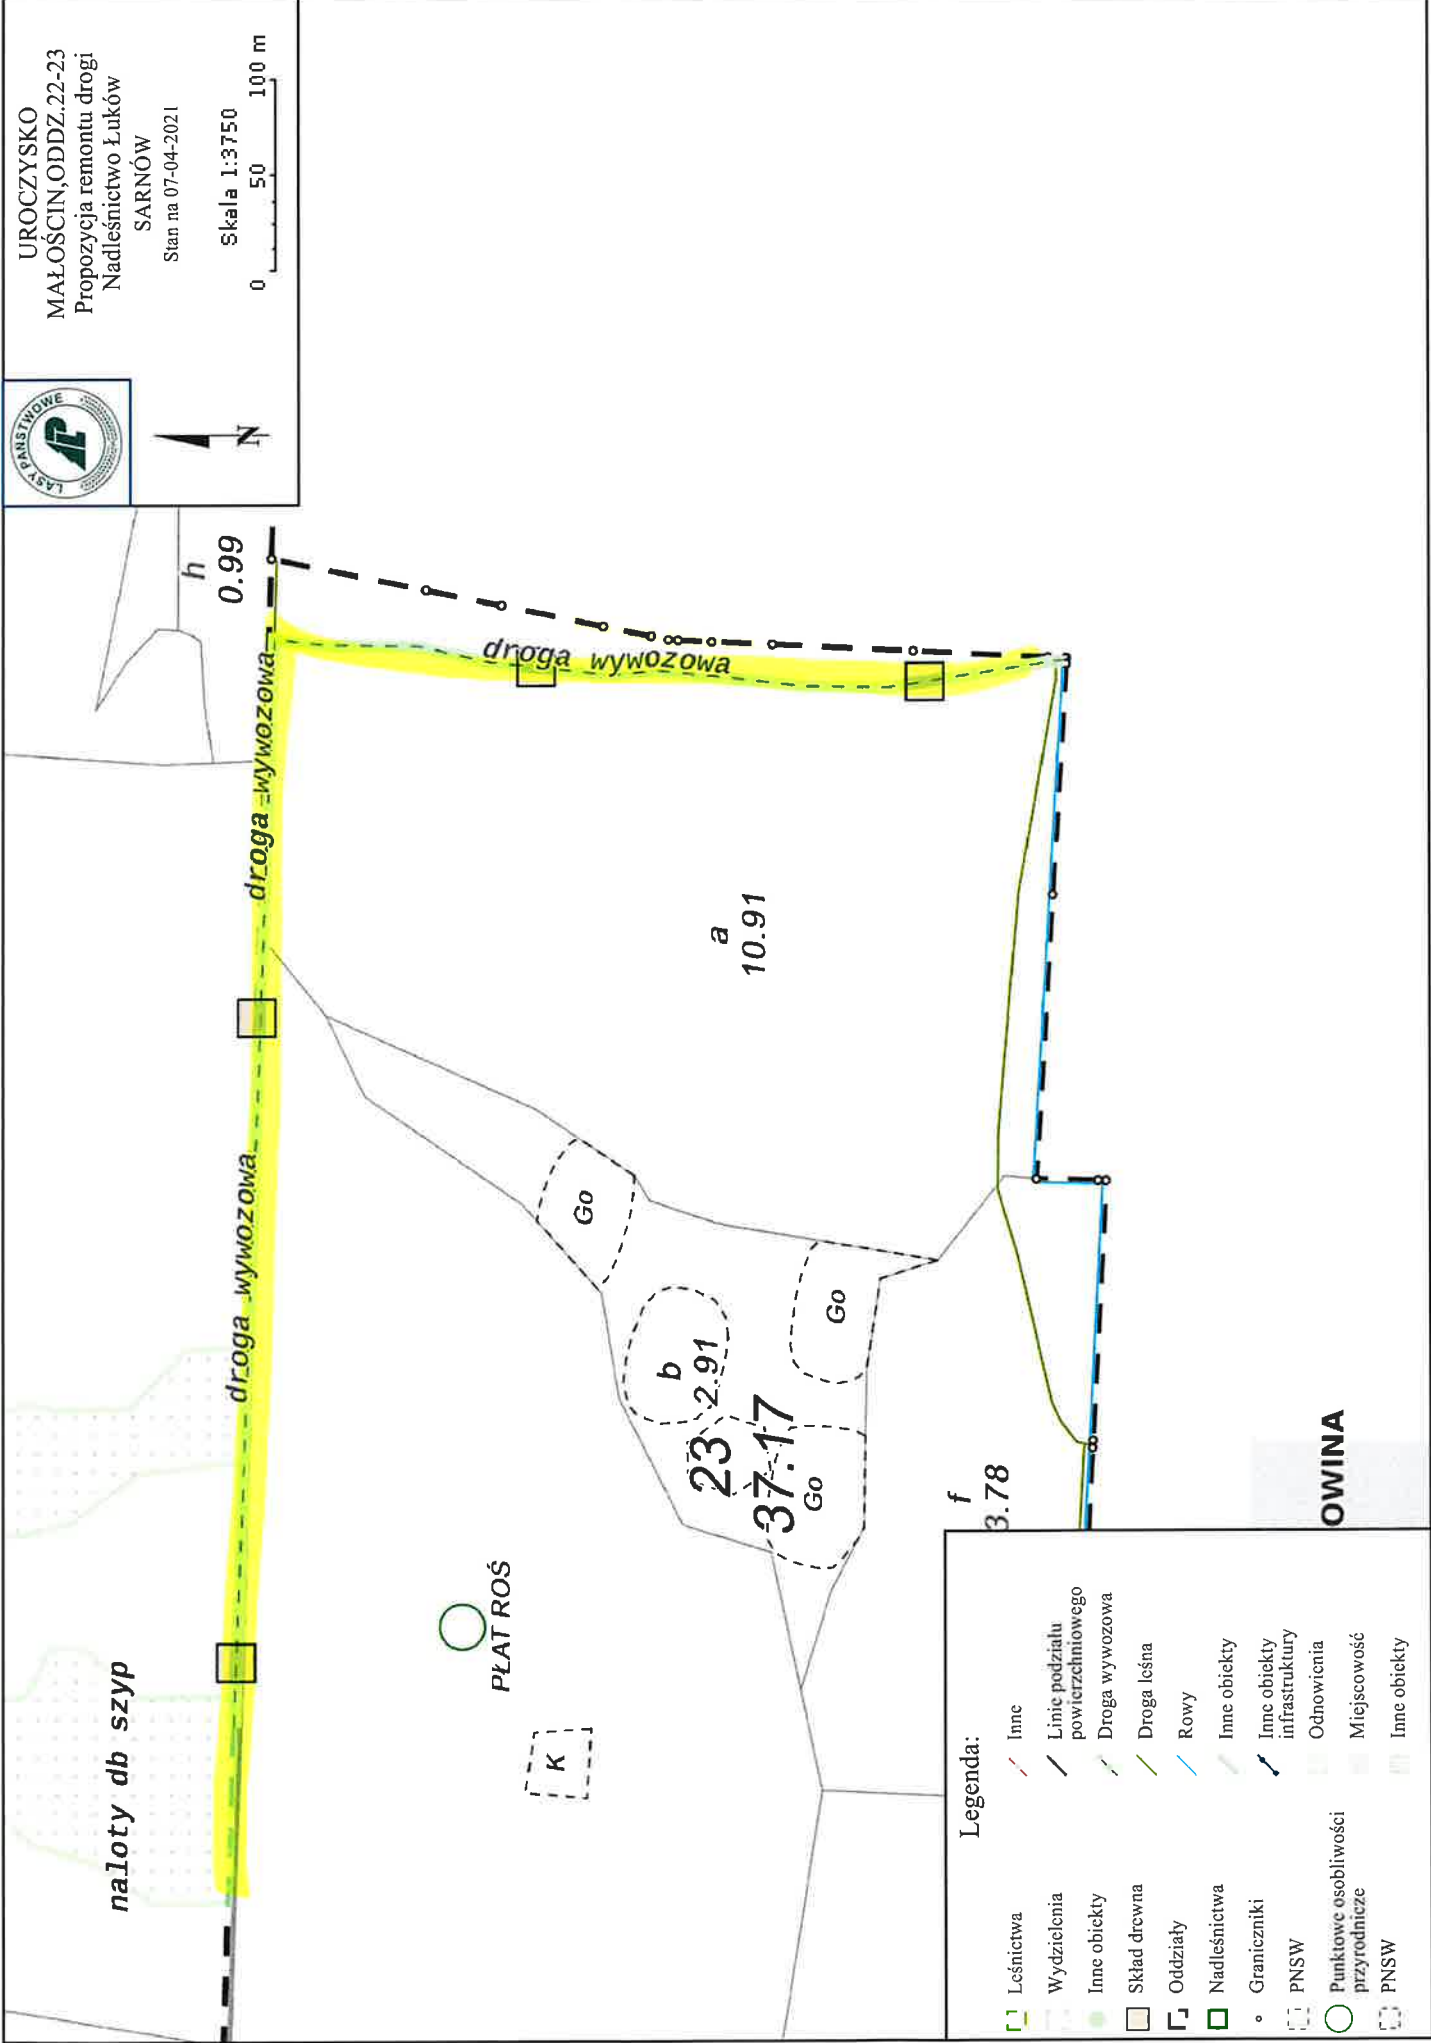 UROCZYSKO
MAŁOŚCIN,ODDZ.22-23
Propozycja remontu drogi
Nadleśnictwo Łuków
SARNÓW
Stan na 07-04-2021
Skala 1:3750
0 50 100 m
LASY PAŃSTWOWE
N
h
0.99
droga wywozowa
droga wywozowa
droga wywozowa
a
10.91
Go
Go
b
2.91
23
37.17
Go
f
3.78
PŁAT ROŚ
K
naloty db szyp
OWINA
Legenda:
Leśnictwa
Wydzielenia
Inne obiekty
Skład drewna
Oddziały
Nadleśnictwa
Graniczniki
PNSW
Punktowe osobliwości
przyrodnicze
PNSW
Inne
Linie podziału
powierzchniowego
Droga wywozowa
Droga leśna
Rowy
Inne obiekty
Inne obiekty
infrastruktury
Odnowienia
Miejscowość
Inne obiekty